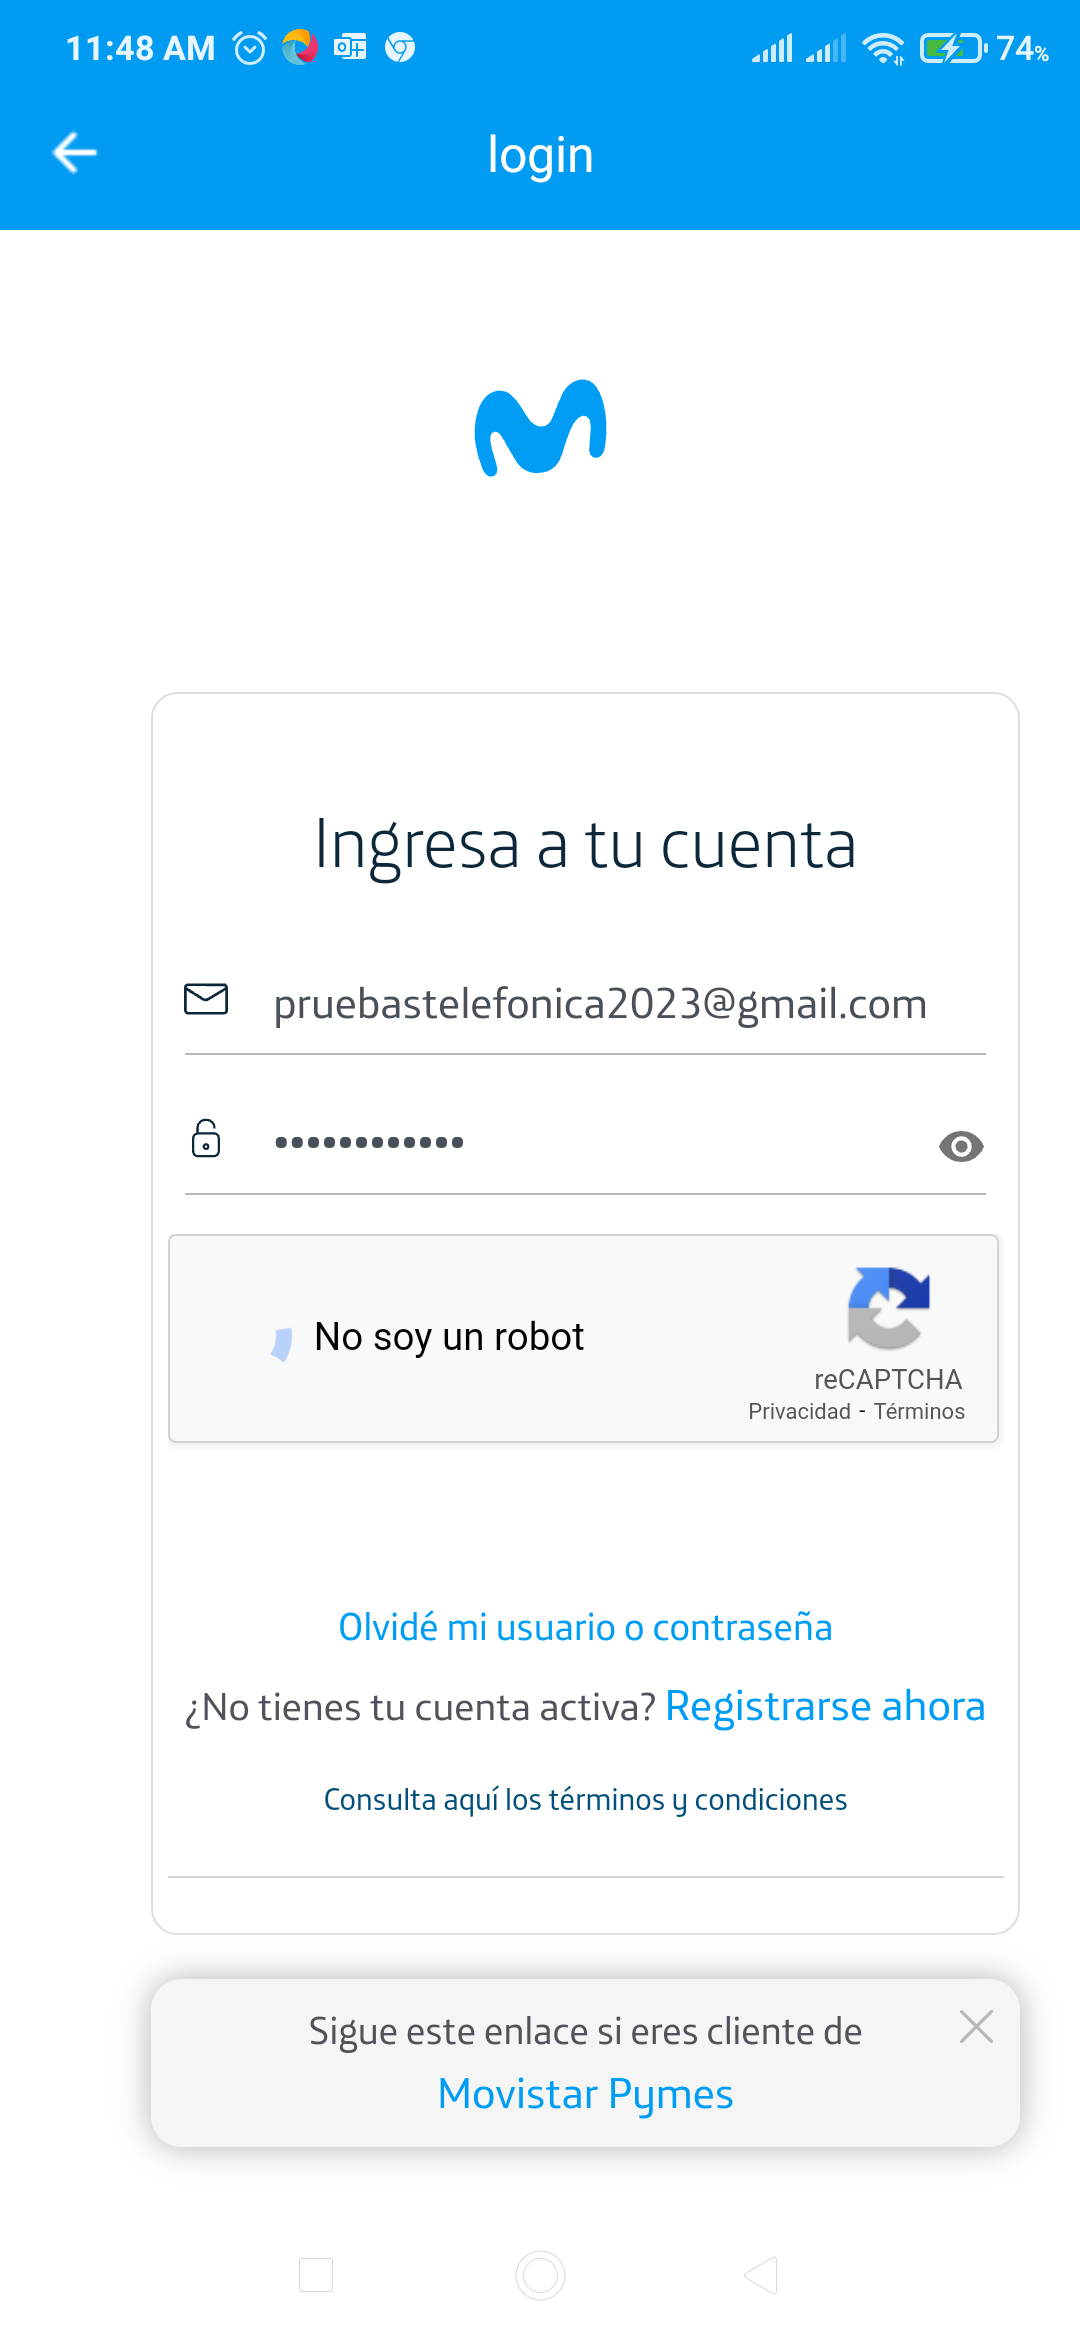 11:48 AM
74%
login
Ingresa a tu cuenta
pruebastelefonica2023@gmail.com
••••••••••••
No soy un robot
reCAPTCHA
Privacidad - Términos
Olvidé mi usuario o contraseña
¿No tienes tu cuenta activa? Registrarse ahora
Consulta aquí los términos y condiciones
Sigue este enlace si eres cliente de
Movistar Pymes